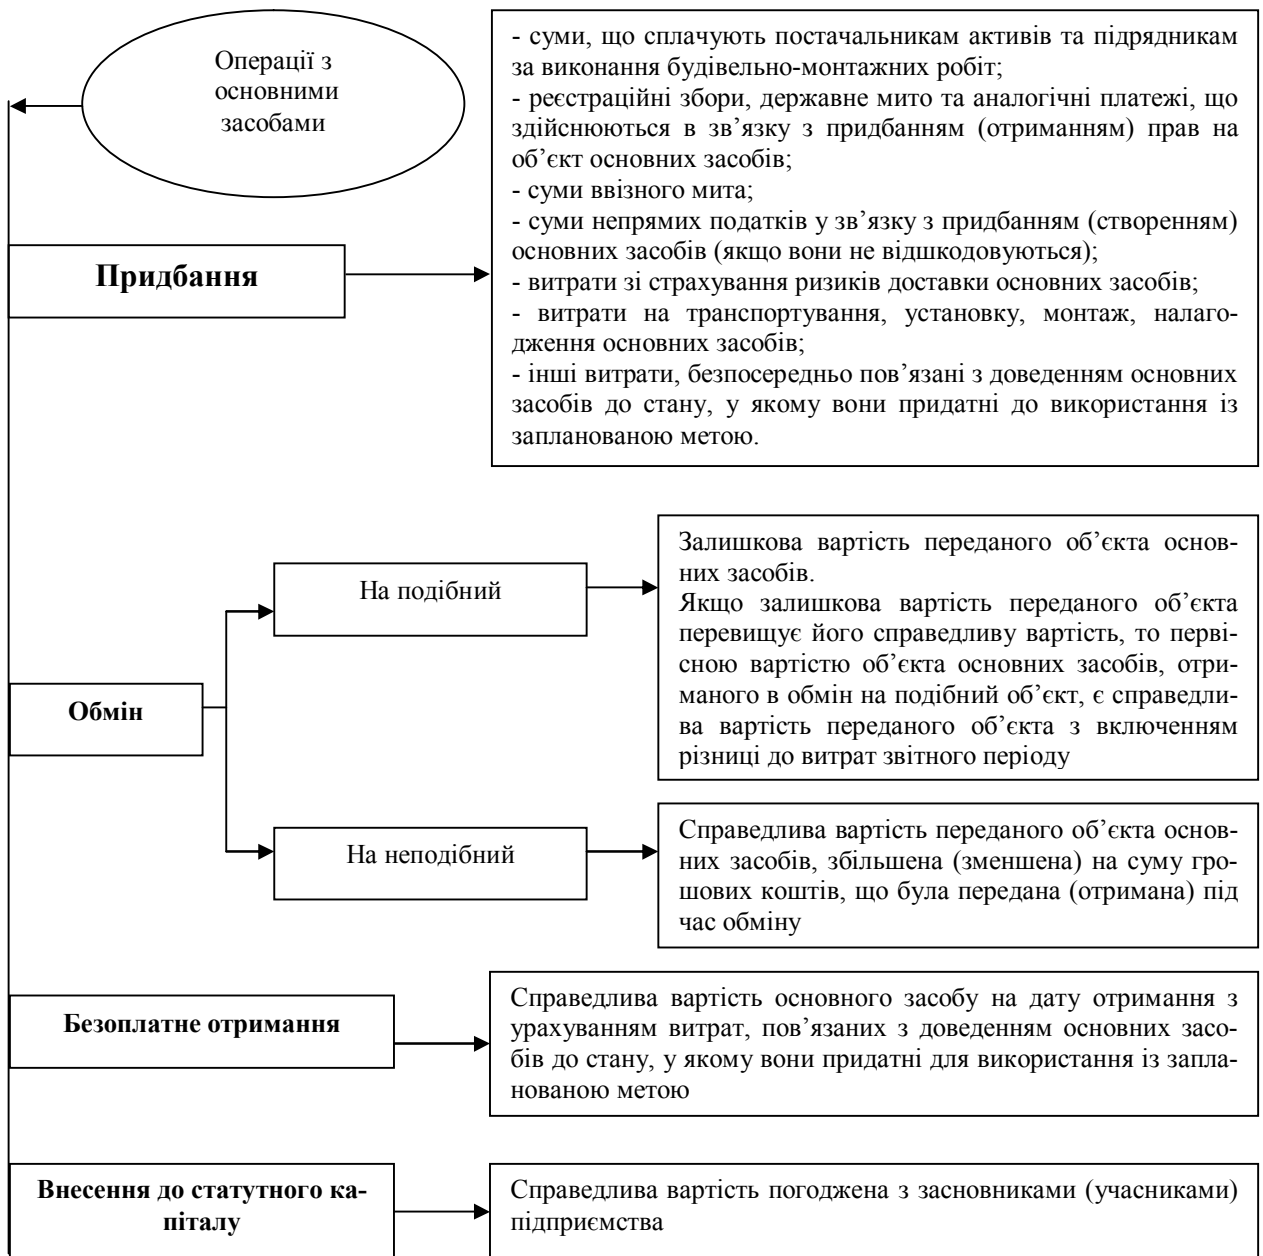 Операції з
основними
засобами
- суми, що сплачують постачальникам активів та підрядникам
за виконання будівельно-монтажних робіт;
- реєстраційні збори, державне мито та аналогічні платежі, що
здійснюються в зв’язку з придбанням (отриманням) прав на
об’єкт основних засобів;
- суми ввізного мита;
- суми непрямих податків у зв’язку з придбанням (створенням)
основних засобів (якщо вони не відшкодовуються);
- витрати зі страхування ризиків доставки основних засобів;
- витрати на транспортування, установку, монтаж, налаго-
дження основних засобів;
- інші витрати, безпосередньо пов’язані з доведенням основних
засобів до стану, у якому вони придатні до використання із
запланованою метою.
Придбання
Обмін
На подібний
Залишкова вартість переданого об’єкта основ-
них засобів.
Якщо залишкова вартість переданого об’єкта
перевищує його справедливу вартість, то перві-
сною вартістю об’єкта основних засобів, отри-
маного в обмін на подібний об’єкт, є справедли-
ва вартість переданого об’єкта з включенням
різниці до витрат звітного періоду
На неподібний
Справедлива вартість переданого об’єкта основ-
них засобів, збільшена (зменшена) на суму гро-
шових коштів, що була передана (отримана) під
час обміну
Безоплатне отримання
Справедлива вартість основного засобу на дату отримання з
урахуванням витрат, пов’язаних з доведенням основних засо-
бів до стану, у якому вони придатні для використання із запла-
нованою метою
Внесення до статутного ка-
піталу
Справедлива вартість погоджена з засновниками (учасниками)
підприємства